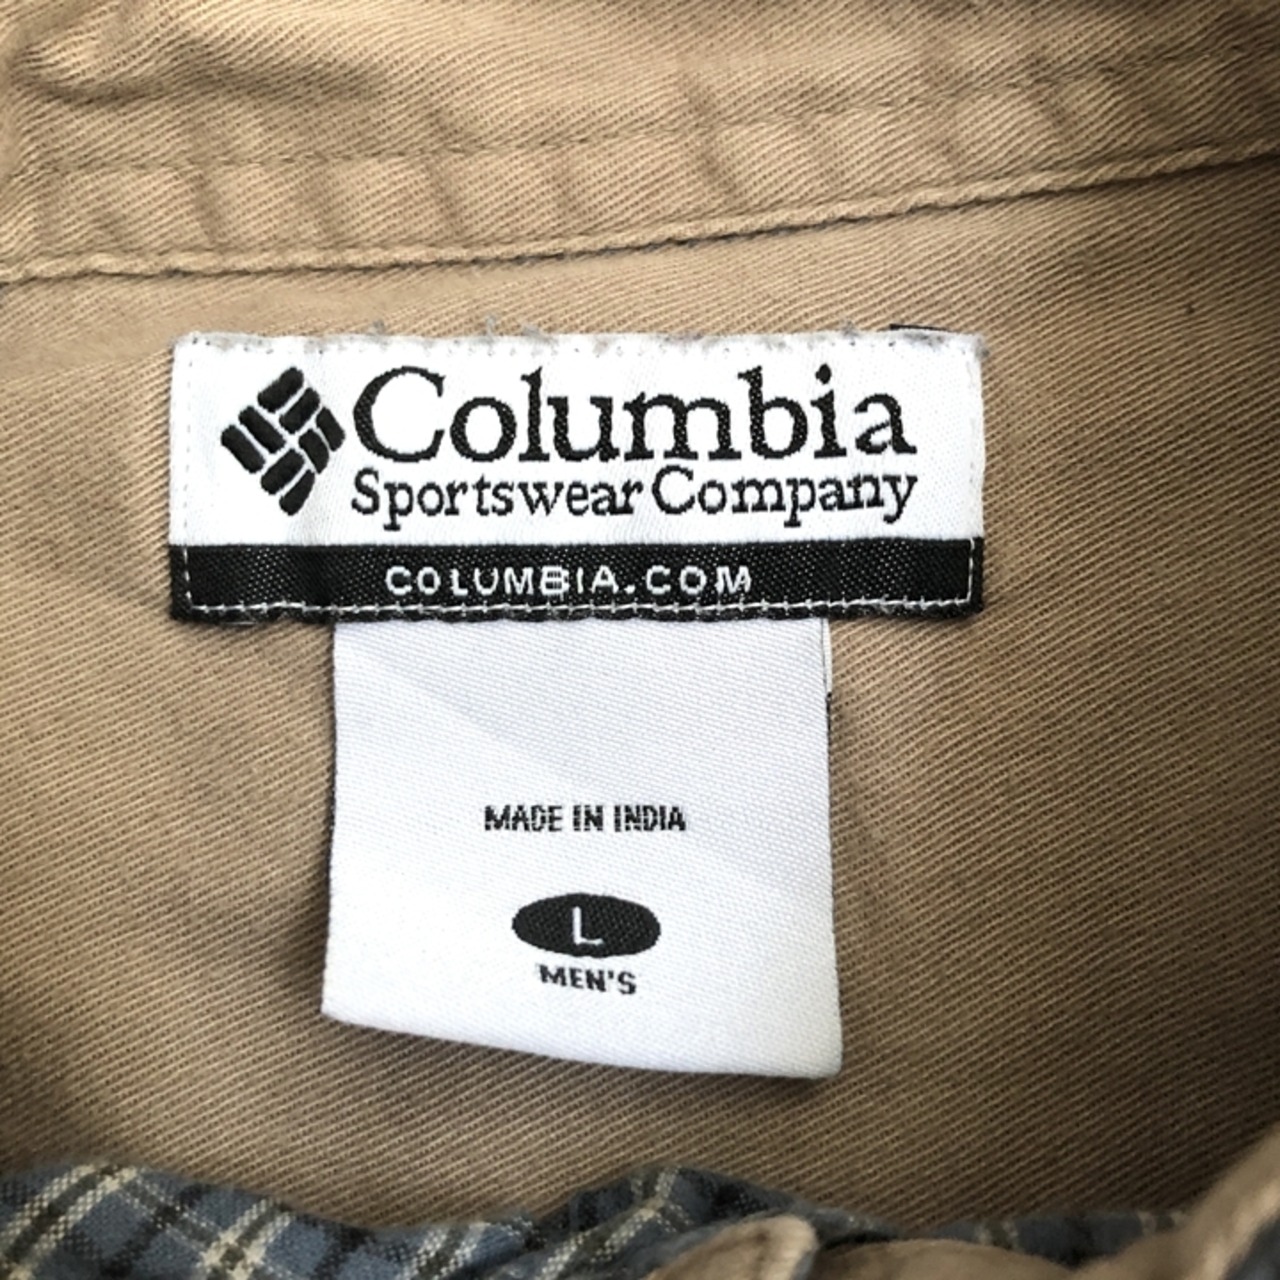 Columbia
Sportswear Company
COLUMBIA.COM
MADE IN INDIA
L
MEN'S